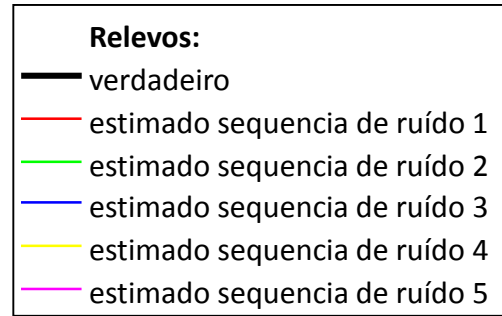 Relevos:
verdadeiro
estimado sequencia de ruído 1
estimado sequencia de ruído 2
estimado sequencia de ruído 3
estimado sequencia de ruído 4
estimado sequencia de ruído 5